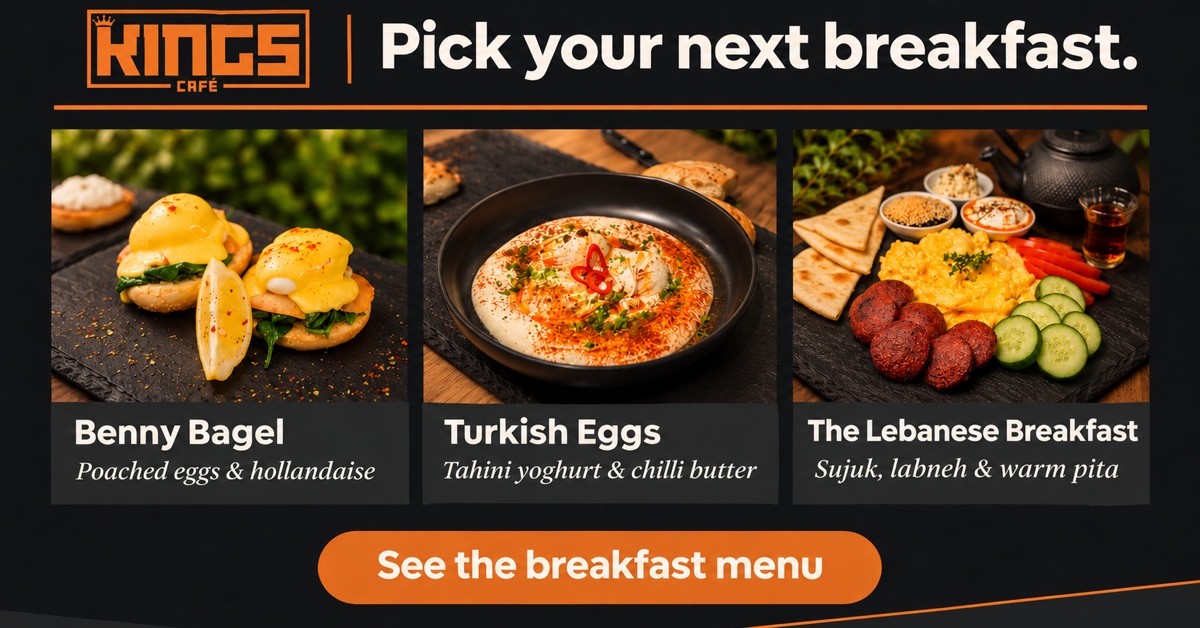 KINGS
CAFÉ
Pick your next breakfast.
Benny Bagel
Poached eggs & hollandaise
Turkish Eggs
Tahini yoghurt & chilli butter
The Lebanese Breakfast
Sujuk, labneh & warm pita
See the breakfast menu